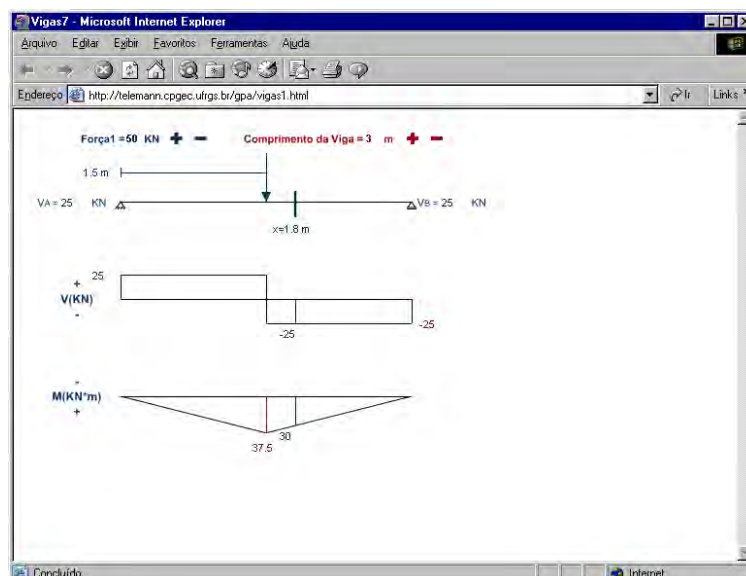 Vigas7 - Microsoft Internet Explorer
Arquivo Editar Exibir Favoritos Ferramentas Ajuda
Endereço http://telemann.cpgec.ufrgs.br/gpa/vigas1.html Ir Links
Força1 =50 KN + − Comprimento da Viga = 3 m + −
1.5 m
VA = 25 KN VB = 25 KN
x=1.8 m
+ 25
V(KN)
-
-25 -25
-
M(KN*m)
+
30
37.5
Concluído Internet